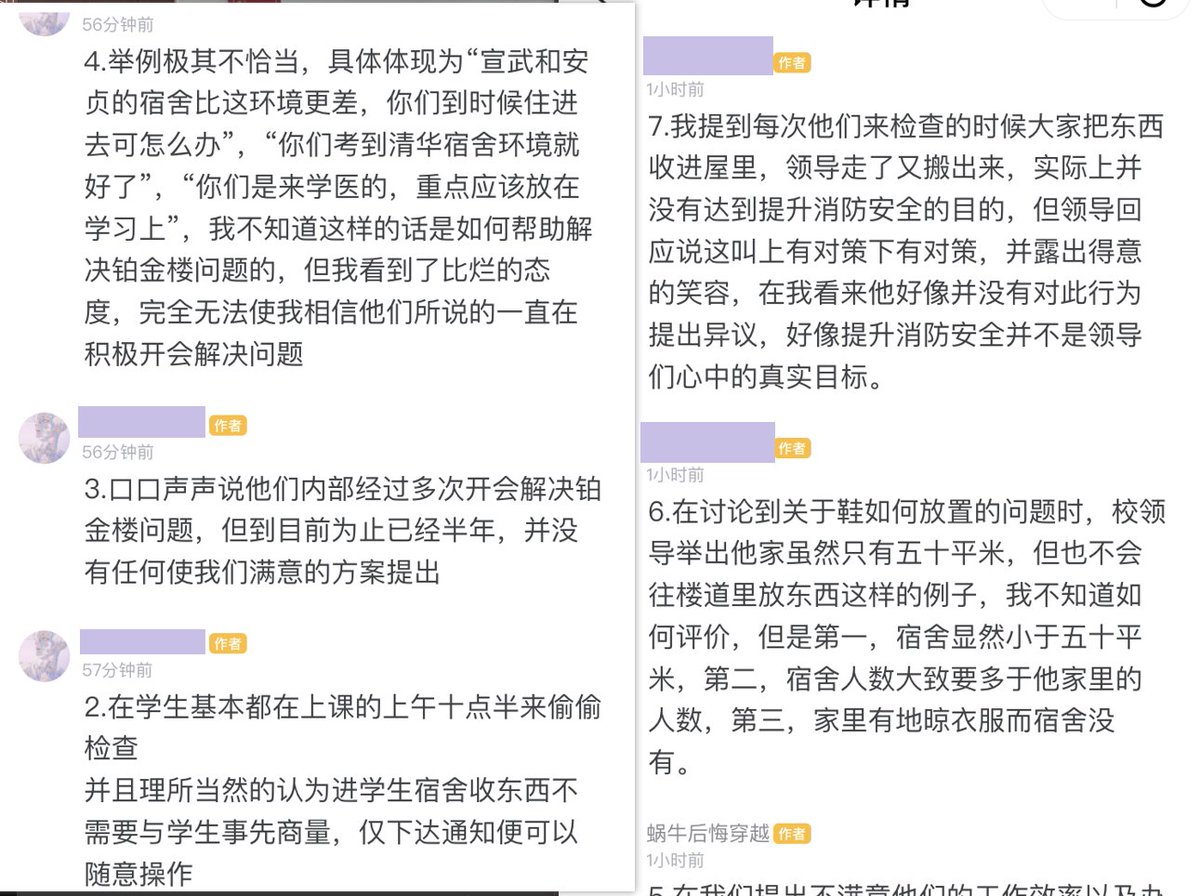 56分钟前
4.举例极其不恰当，具体体现为“宣武和安
贞的宿舍比这环境更差，你们到时候住进
去可怎么办”，“你们考到清华宿舍环境就
好了”，“你们是来学医的，重点应该放在
学习上”，我不知道这样的话是如何帮助解
决铂金楼问题的，但我看到了比烂的态
度，完全无法使我相信他们所说的一直在
积极开会解决问题
作者
56分钟前
3.口口声声说他们内部经过多次开会解决铂
金楼问题，但到目前为止已经半年，并没
有任何使我们满意的方案提出
作者
57分钟前
2.在学生基本都在上课的上午十点半来偷偷
检查
并且理所当然的认为进学生宿舍收东西不
需要与学生事先商量，仅下达通知便可以
随意操作
详情
作者
1小时前
7.我提到每次他们来检查的时候大家把东西
收进屋里，领导走了又搬出来，实际上并
没有达到提升消防安全的目的，但领导回
应说这叫上有对策下有对策，并露出得意
的笑容，在我看来他好像并没有对此行为
提出异议，好像提升消防安全并不是领导
们心中的真实目标。
作者
1小时前
6.在讨论到关于鞋如何放置的问题时，校领
导举出他家虽然只有五十平米，但也不会
往楼道里放东西这样的例子，我不知道如
何评价，但是第一，宿舍显然小于五十平
米，第二，宿舍人数大致要多于他家里的
人数，第三，家里有地晾衣服而宿舍没
有。
蜗牛后悔穿越 作者
1小时前
5.在我们提出不满意他们的工作效率以及办